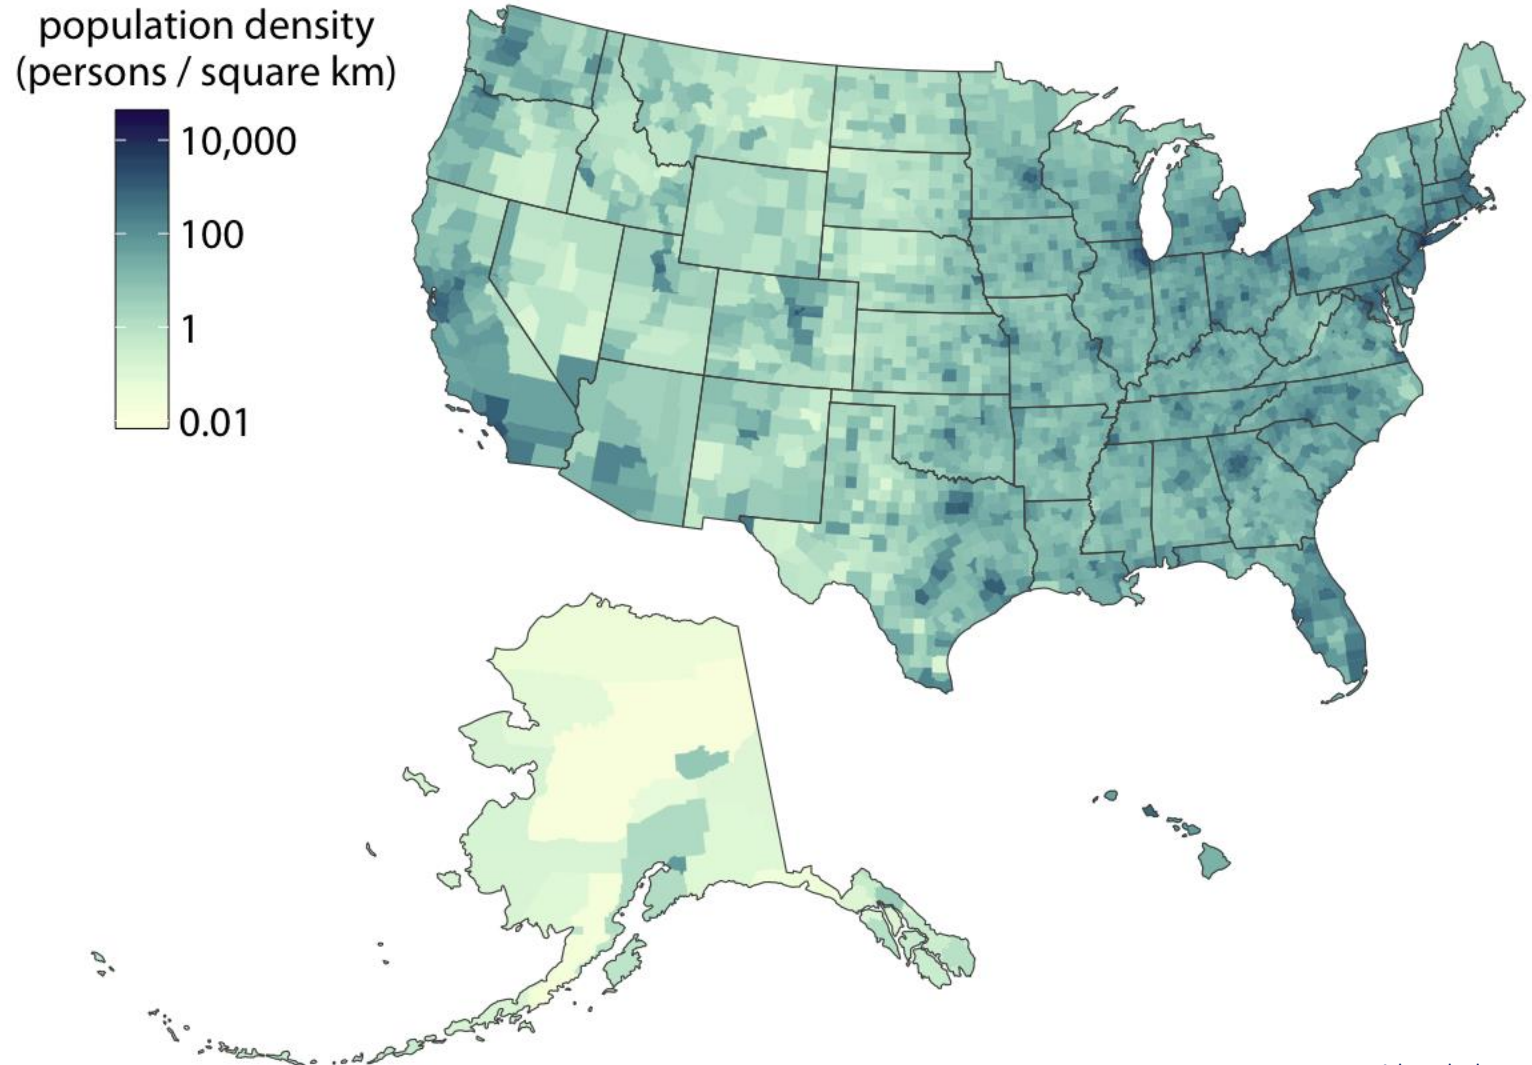 population density
(persons / square km)
10,000
100
1
0.01